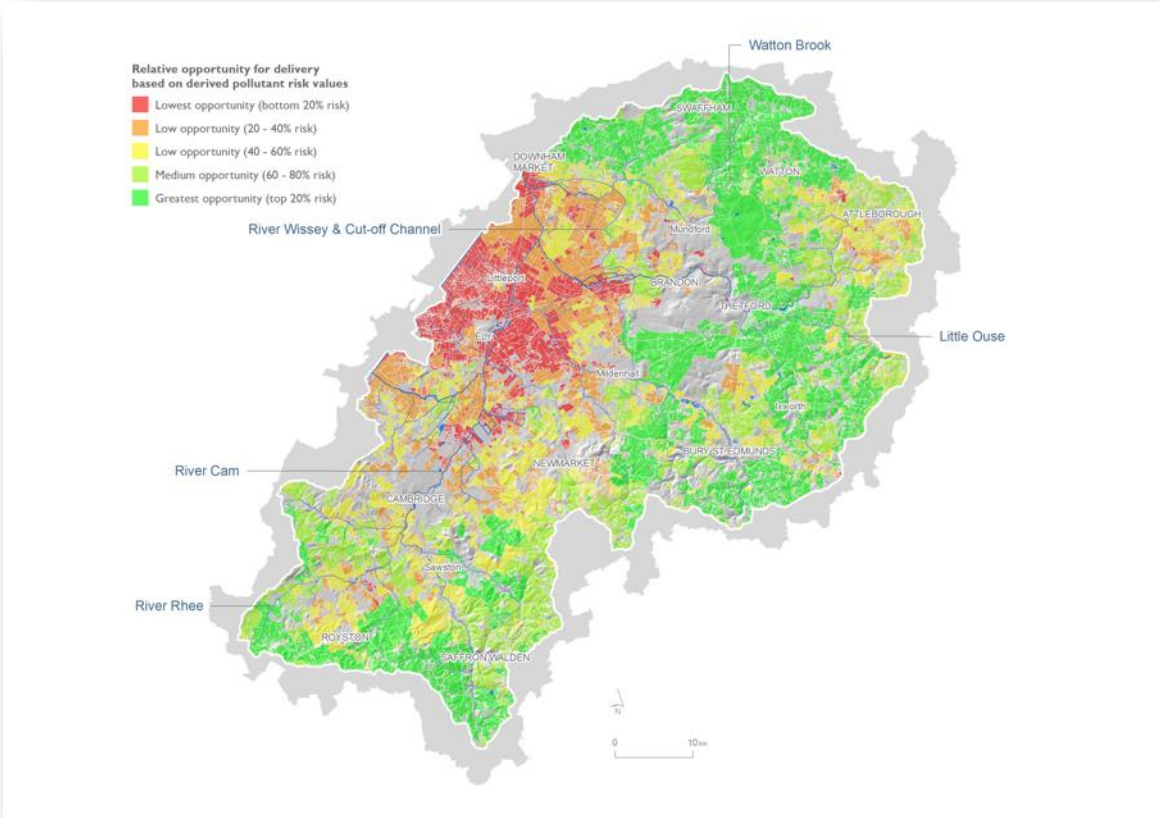 Relative opportunity for delivery
based on derived pollutant risk values
Lowest opportunity (bottom 20% risk)
Low opportunity (20 - 40% risk)
Low opportunity (40 - 60% risk)
Medium opportunity (60 - 80% risk)
Greatest opportunity (top 20% risk)
Watton Brook
SWAFFHAM
DOWNHAM
MARKET
WATTON
ATTLEBOROUGH
River Wissey & Cut-off Channel
Mundford
Littleport
BRANDON
THETFORD
ELY
Little Ouse
Mildenhall
Ixworth
BURY ST EDMUNDS
NEWMARKET
River Cam
CAMBRIDGE
Sawston
River Rhee
ROYSTON
SAFFRON WALDEN
N
0 10 km